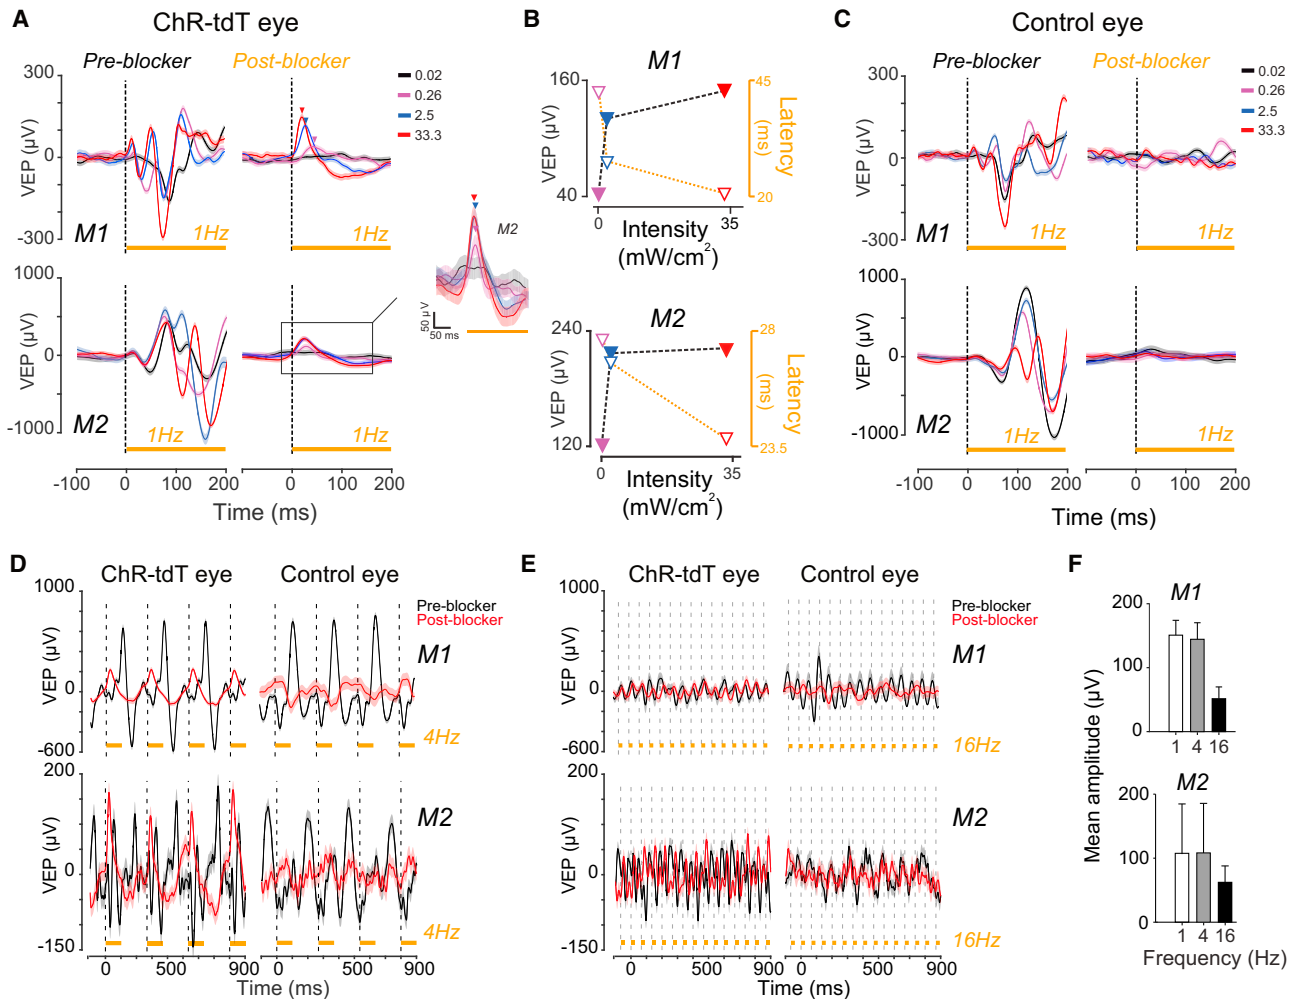 A
ChR-tdT eye
Pre-blocker
Post-blocker
0.02
0.26
2.5
33.3
300
0
-300
VEP (µV)
M1
1Hz
1Hz
1000
0
-1000
VEP (µV)
M2
1Hz
1Hz
-100 0 100 200
0 100 200
Time (ms)
M2
50 µV
50 ms
B
M1
160
40
VEP (µV)
45
20
Latency
(ms)
0 35
Intensity
(mW/cm²)
M2
240
120
VEP (µV)
28
23.5
Latency
(ms)
0 35
Intensity
(mW/cm²)
C
Control eye
Pre-blocker
Post-blocker
0.02
0.26
2.5
33.3
300
0
-300
VEP (µV)
M1
1Hz
1Hz
1000
0
-1000
VEP (µV)
M2
1Hz
1Hz
-100 0 100 200
-100 0 100 200
Time (ms)
D
ChR-tdT eye
Control eye
Pre-blocker
Post-blocker
1000
0
-600
VEP (µV)
M1
4Hz
200
0
-150
VEP (µV)
M2
4Hz
0 500 900
0 500 900
Time (ms)
E
ChR-tdT eye
Control eye
Pre-blocker
Post-blocker
1000
0
-600
VEP (µV)
M1
16Hz
200
0
-150
VEP (µV)
M2
16Hz
0 500 900
0 500 900
Time (ms)
F
M1
200
100
0
1 4 16
M2
200
100
0
1 4 16
Mean amplitude (µV)
Frequency (Hz)